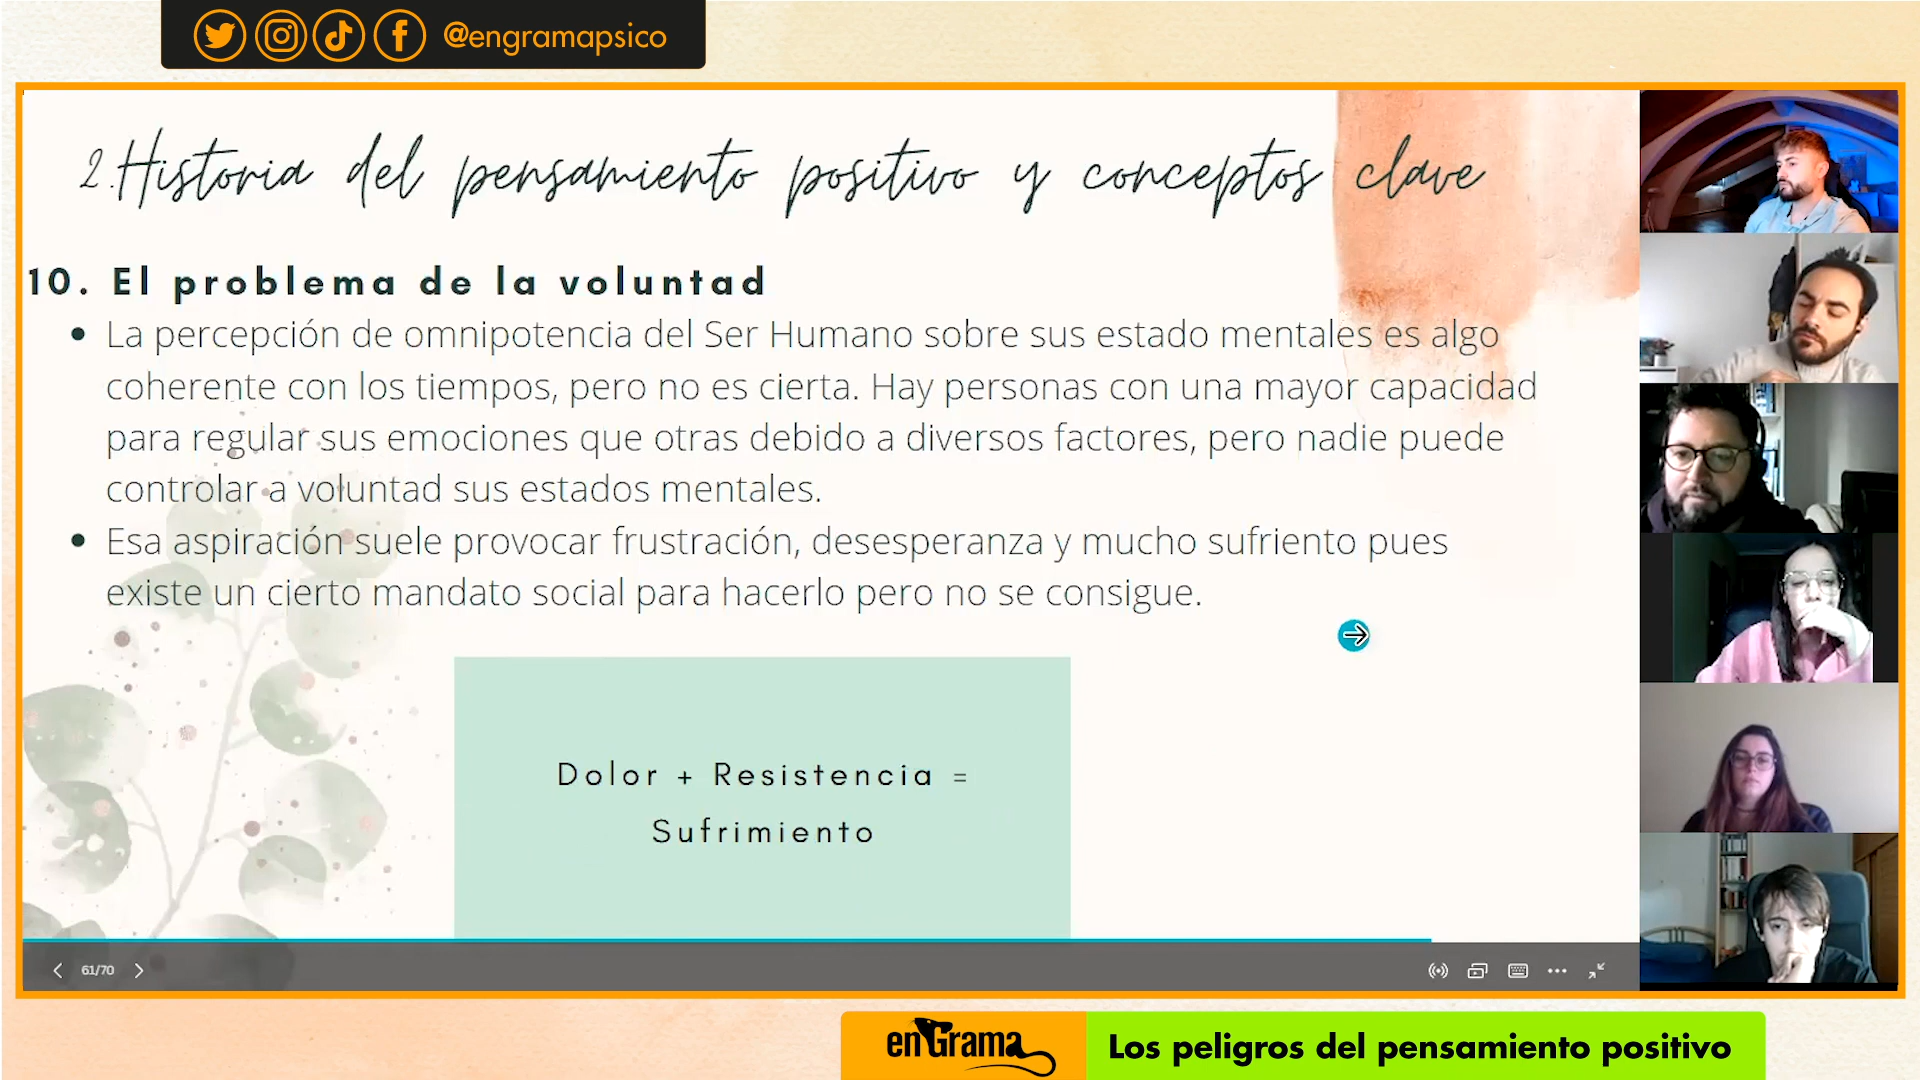 @engramapsico
2.Historia del pensamiento positivo y conceptos clave
10. El problema de la voluntad
La percepción de omnipotencia del Ser Humano sobre sus estado mentales es algo
coherente con los tiempos, pero no es cierta. Hay personas con una mayor capacidad
para regular sus emociones que otras debido a diversos factores, pero nadie puede
controlar a voluntad sus estados mentales.
Esa aspiración suele provocar frustración, desesperanza y mucho sufriento pues
existe un cierto mandato social para hacerlo pero no se consigue.
Dolor + Resistencia =
Sufrimiento
61/70
enGrama
Los peligros del pensamiento positivo